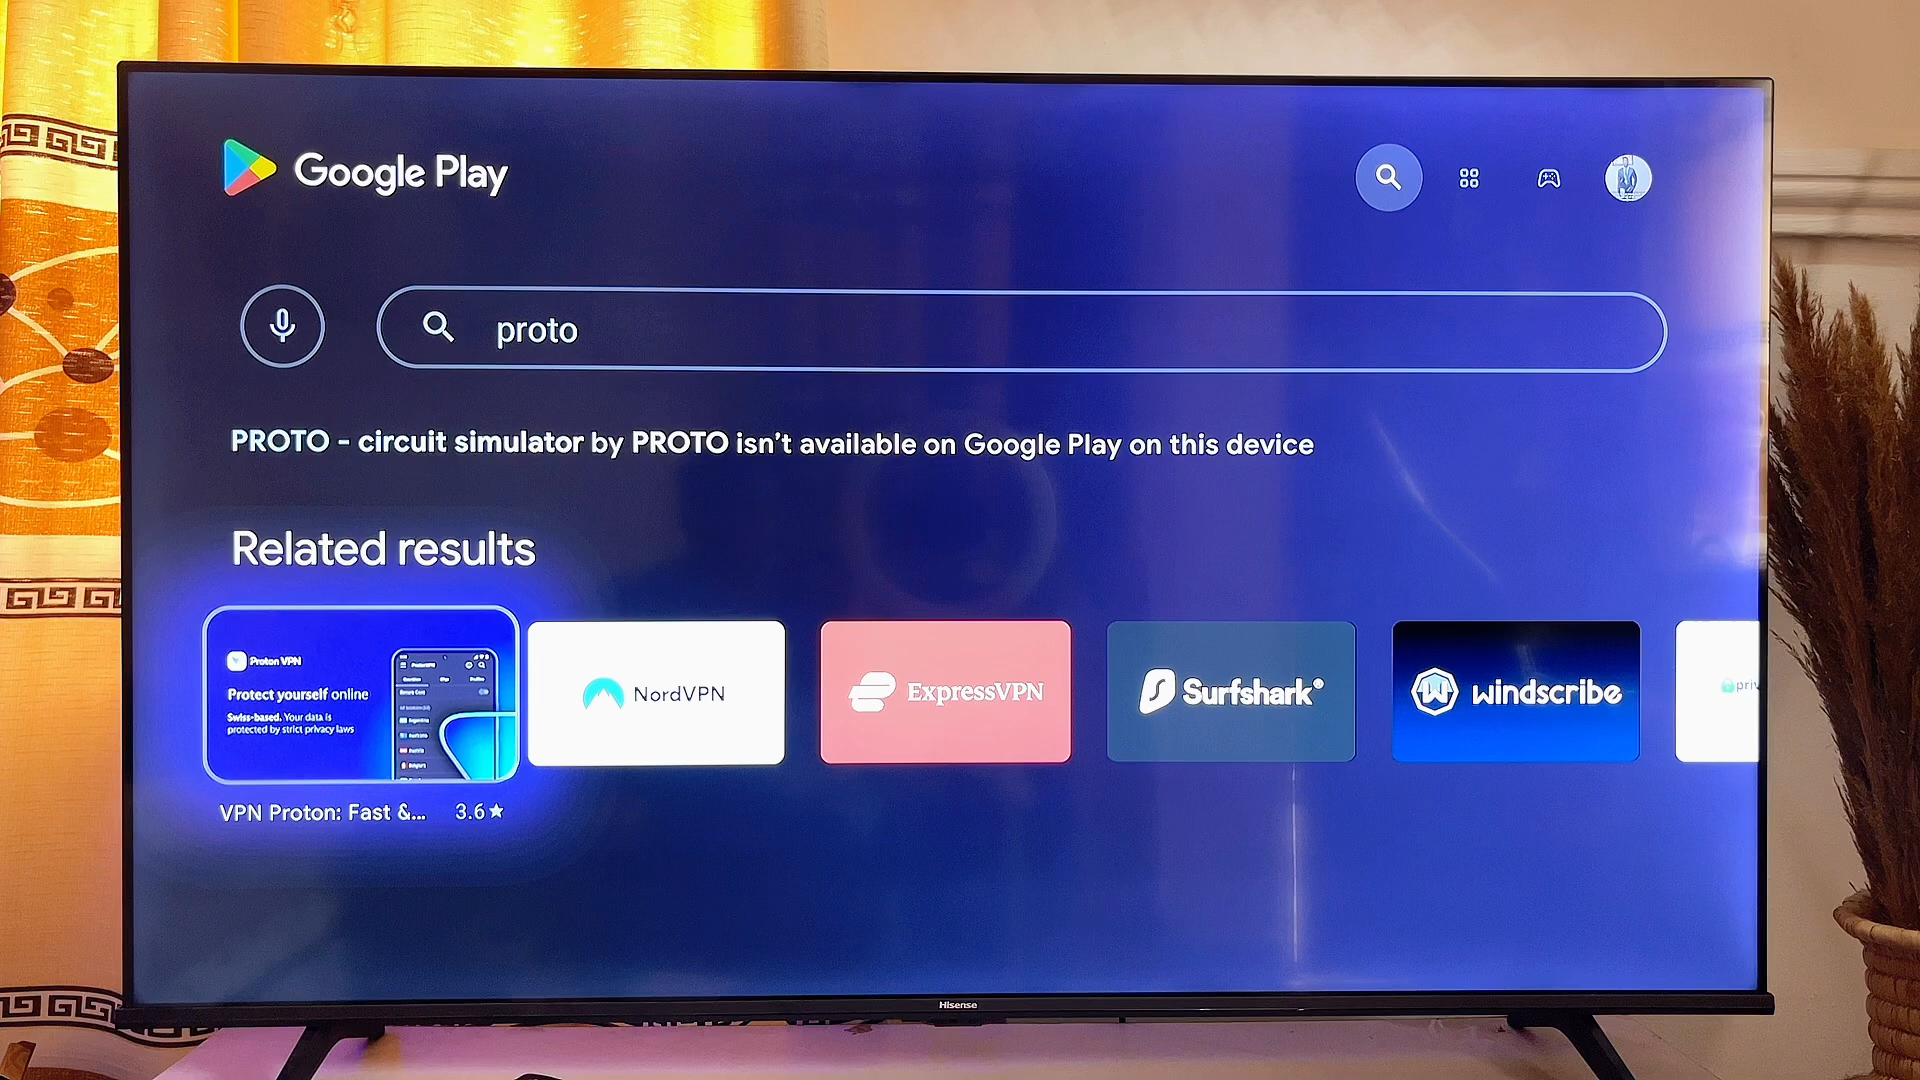 Google Play
proto
PROTO - circuit simulator by PROTO isn't available on Google Play on this device
Related results
Proton VPN
Protect yourself online
Swiss-based. Your data is
protected by strict privacy laws
NordVPN
ExpressVPN
Surfshark®
windscribe
priv
VPN Proton: Fast &... 3.6★
Hisense